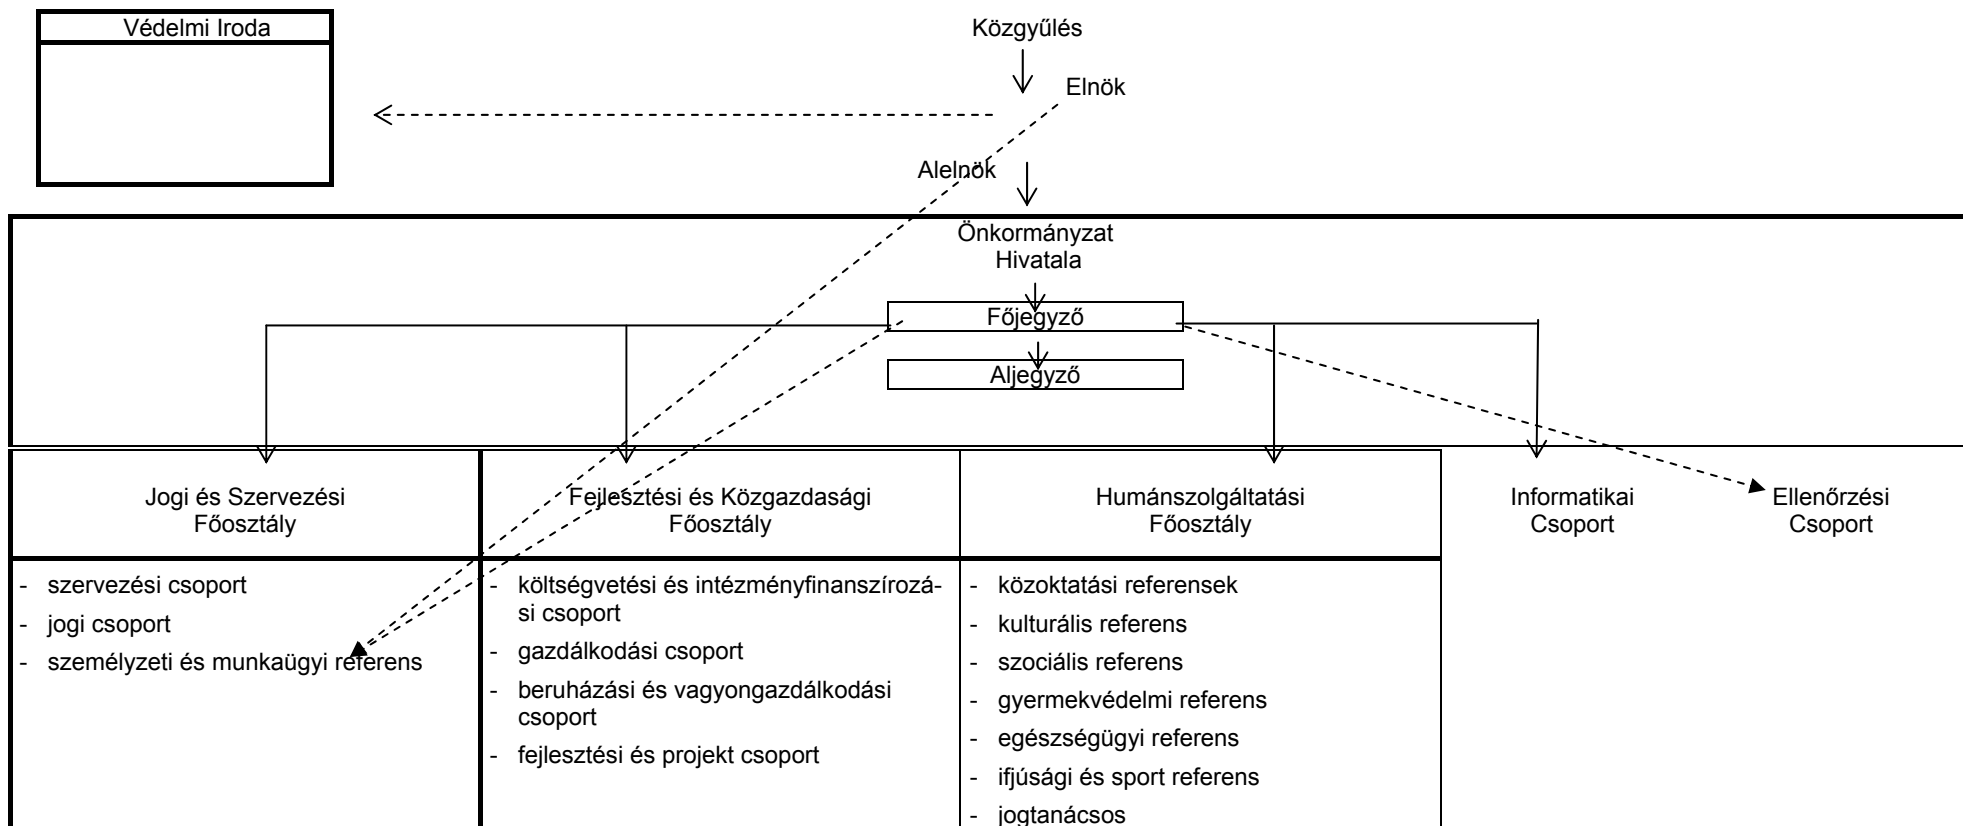 Védelmi Iroda
Közgyűlés
Elnök
Alelnök
Önkormányzat
Hivatala
Főjegyző
Aljegyző
Jogi és Szervezési
Főosztály
- szervezési csoport
- jogi csoport
- személyzeti és munkaügyi referens
Fejlesztési és Közgazdasági
Főosztály
- költségvetési és intézményfinanszírozá-
si csoport
- gazdálkodási csoport
- beruházási és vagyongazdálkodási
csoport
- fejlesztési és projekt csoport
Humánszolgáltatási
Főosztály
- közoktatási referensek
- kulturális referens
- szociális referens
- gyermekvédelmi referens
- egészségügyi referens
- ifjúsági és sport referens
- jogtanácsos
Informatikai
Csoport
Ellenőrzési
Csoport